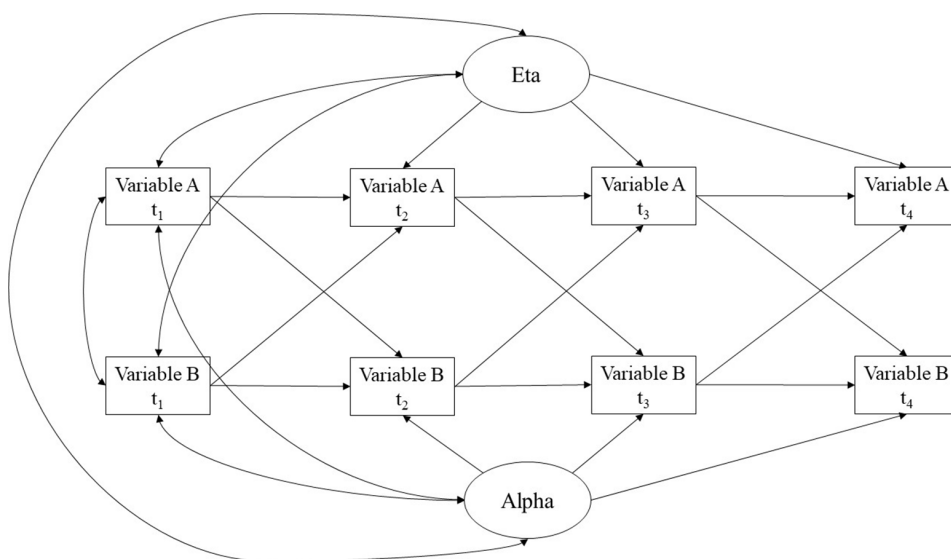 Eta
Variable A
t₁
Variable A
t₂
Variable A
t₃
Variable A
t₄
Variable B
t₁
Variable B
t₂
Variable B
t₃
Variable B
t₄
Alpha